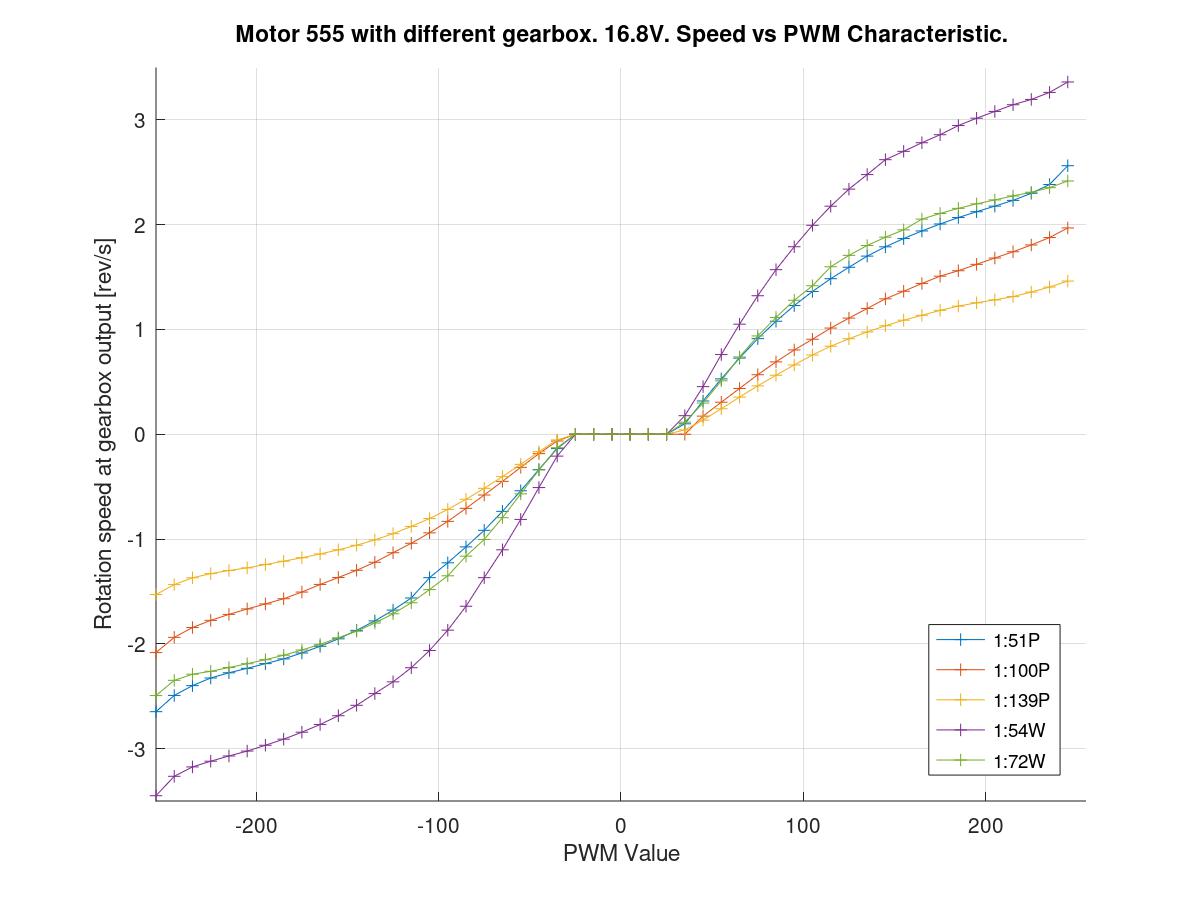 Motor 555 with different gearbox. 16.8V. Speed vs PWM Characteristic.
Rotation speed at gearbox output [rev/s]
3
2
1
0
-1
-2
-3
-200
-100
0
100
200
PWM Value
1:51P
1:100P
1:139P
1:54W
1:72W